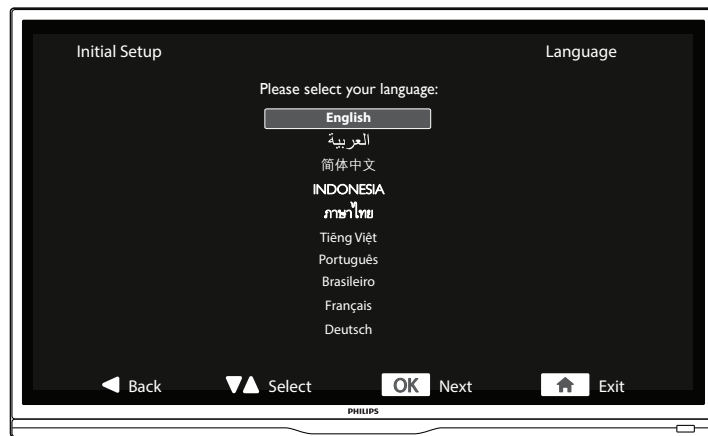 Initial Setup Language
Please select your language:
English
العربية
简体中文
INDONESIA
ภาษาไทย
Tiếng Việt
Português
Brasileiro
Français
Deutsch
Back Select OK Next Exit
PHILIPS